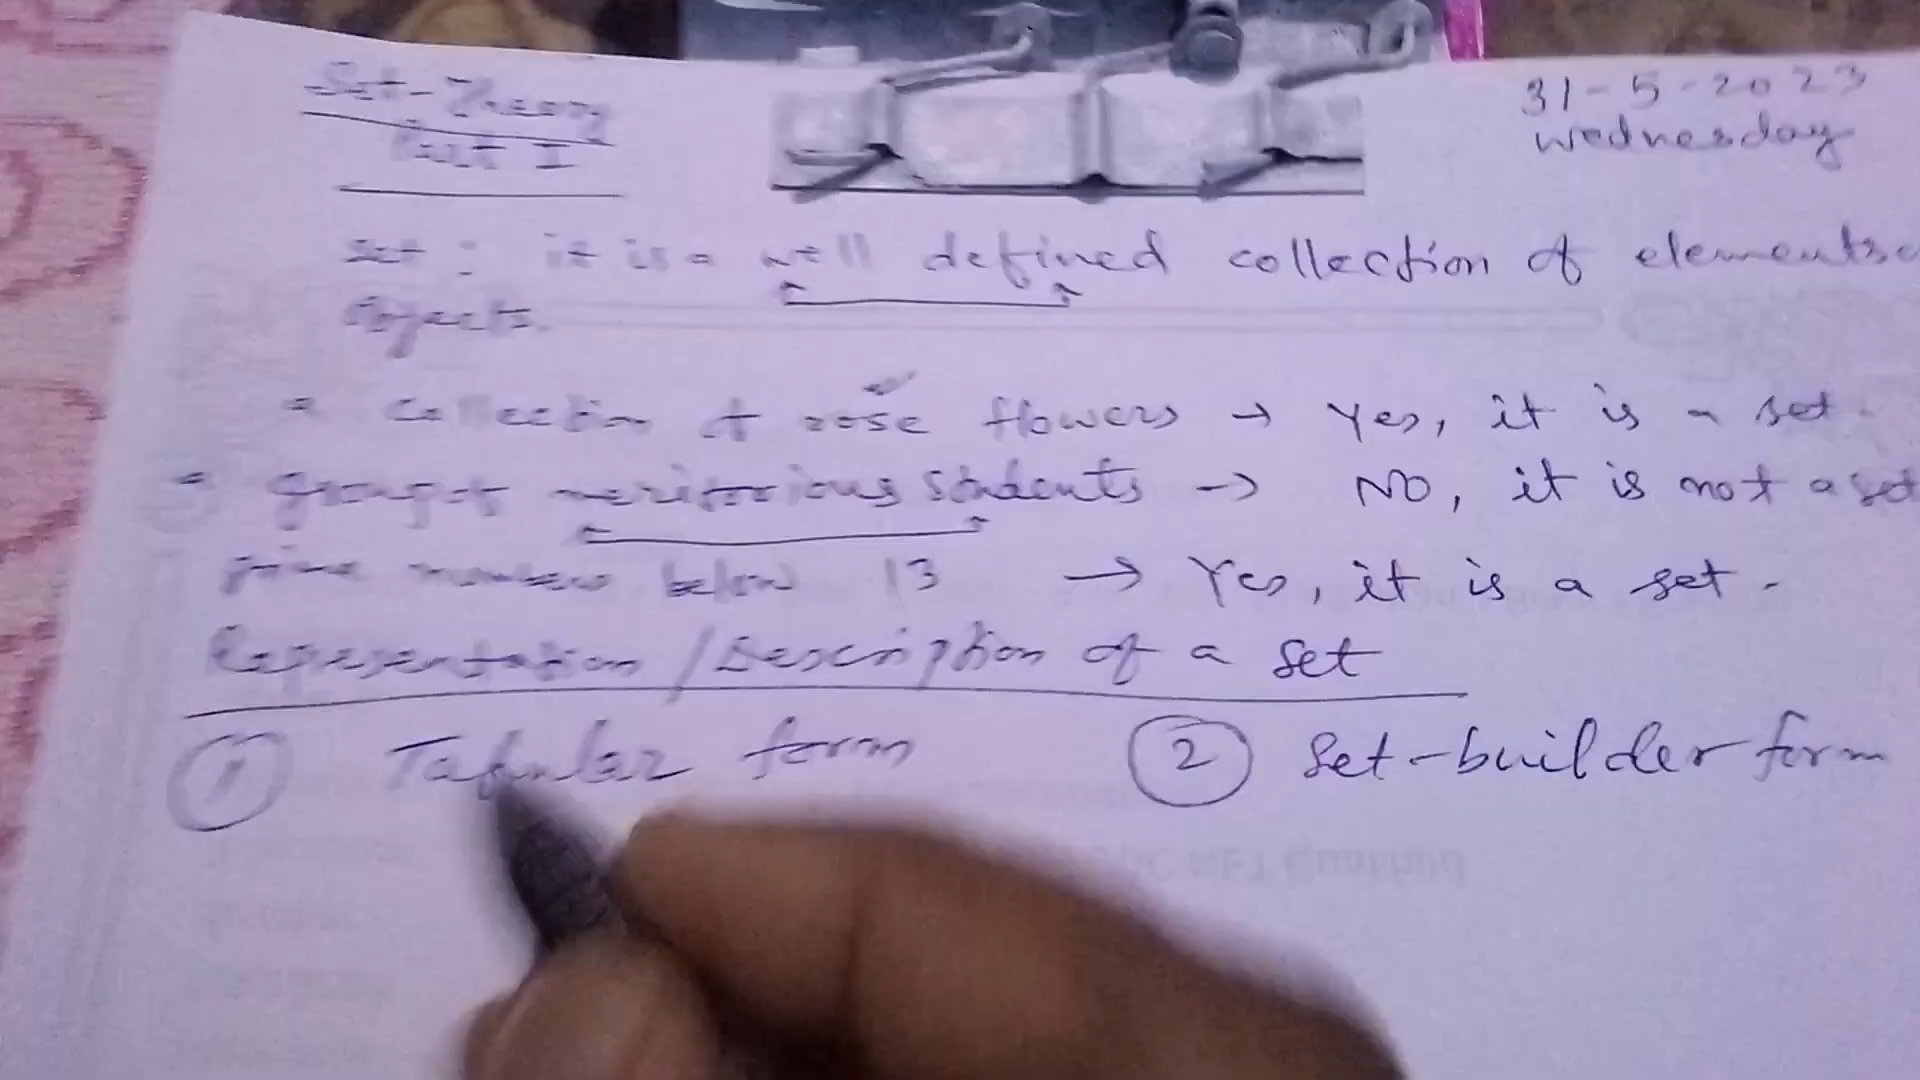 Set-Theory
Part I
31-5-2023
Wednesday
set : it is a well defined collection of elements
objects.
= collection of rose flowers → Yes, it is a set.
= group of meritorious students → NO, it is not a set
prime numbers below 13 → Yes, it is a set.
Representation / Description of a set
1 Tabular form 2 Set-builder form